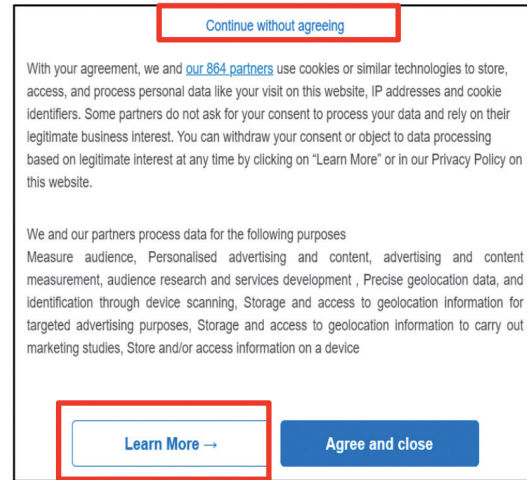 Continue without agreeing
With your agreement, we and our 864 partners use cookies or similar technologies to store,
access, and process personal data like your visit on this website, IP addresses and cookie
identifiers. Some partners do not ask for your consent to process your data and rely on their
legitimate business interest. You can withdraw your consent or object to data processing
based on legitimate interest at any time by clicking on “Learn More” or in our Privacy Policy on
this website.
We and our partners process data for the following purposes
Measure audience, Personalised advertising and content, advertising and content
measurement, audience research and services development , Precise geolocation data, and
identification through device scanning, Storage and access to geolocation information for
targeted advertising purposes, Storage and access to geolocation information to carry out
marketing studies, Store and/or access information on a device
Learn More →
Agree and close